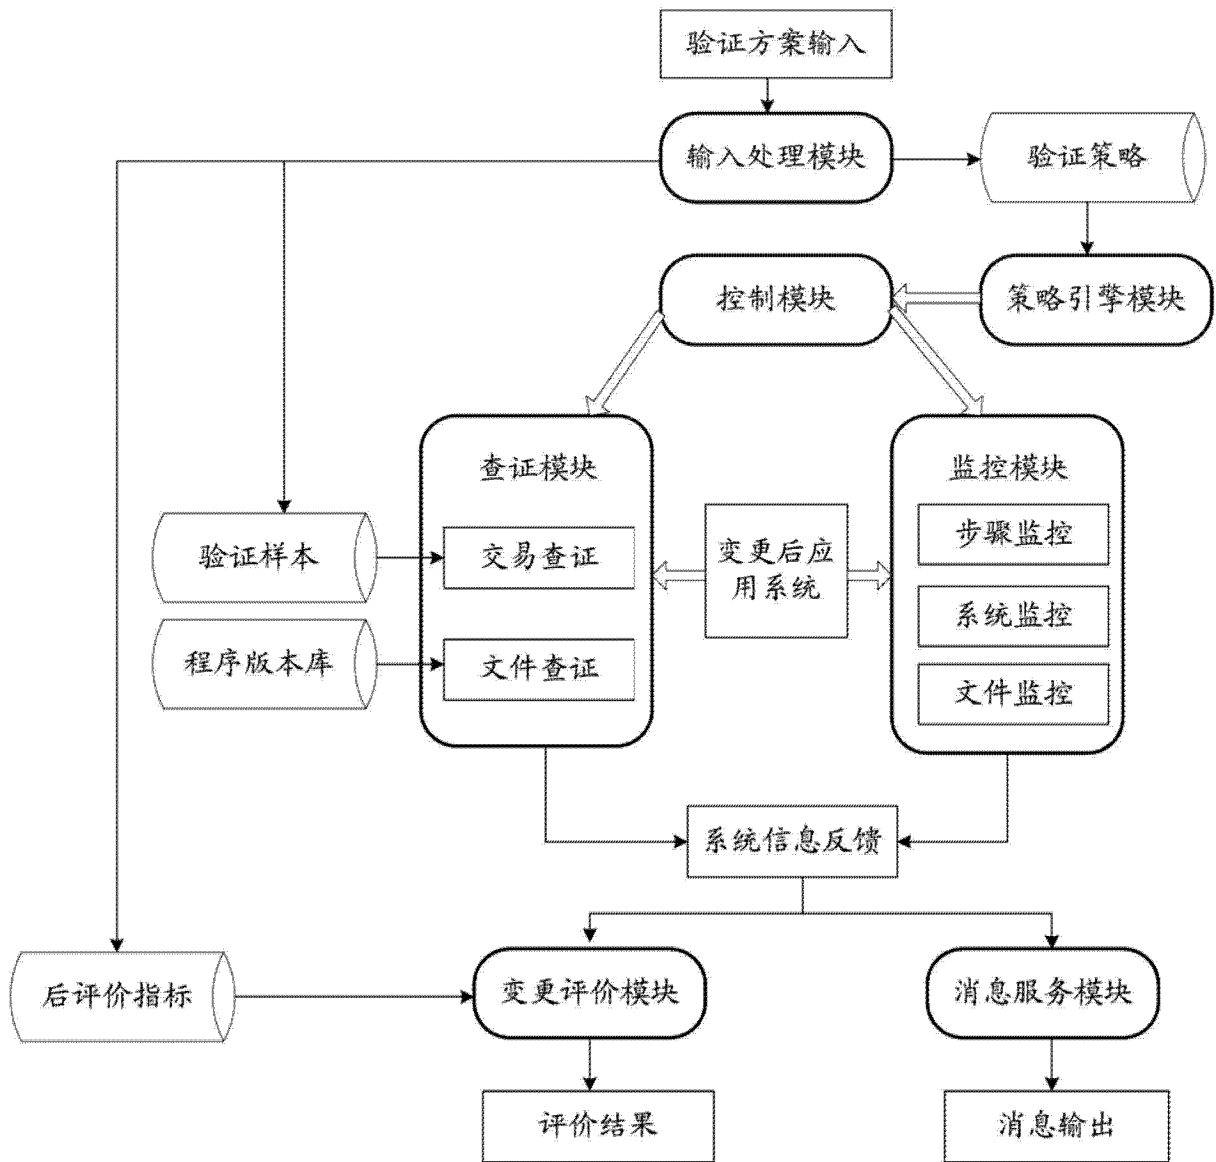 验证方案输入
输入处理模块
验证策略
控制模块
策略引擎模块
查证模块
监控模块
验证样本
交易查证
变更后应
用系统
步骤监控
系统监控
程序版本库
文件查证
文件监控
系统信息反馈
后评价指标
变更评价模块
消息服务模块
评价结果
消息输出